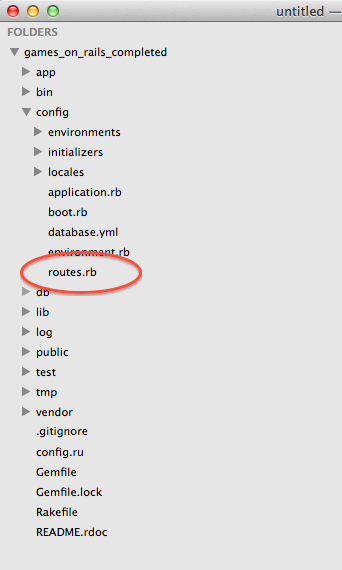 untitled —
FOLDERS
games_on_rails_completed
app
bin
config
environments
initializers
locales
application.rb
boot.rb
database.yml
environment.rb
routes.rb
db
lib
log
public
test
tmp
vendor
.gitignore
config.ru
Gemfile
Gemfile.lock
Rakefile
README.rdoc